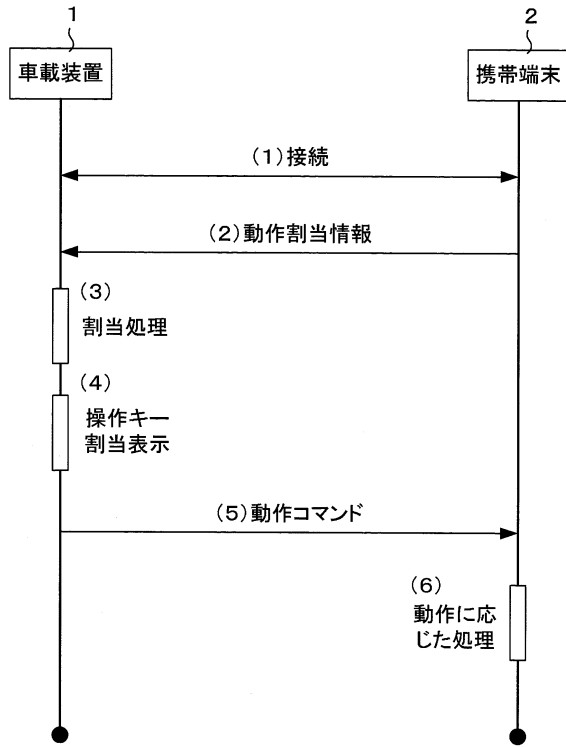 1
2
車載装置
携帯端末
(1)接続
(2)動作割当情報
(3)
割当処理
(4)
操作キー
割当表示
(5)動作コマンド
(6)
動作に応
じた処理